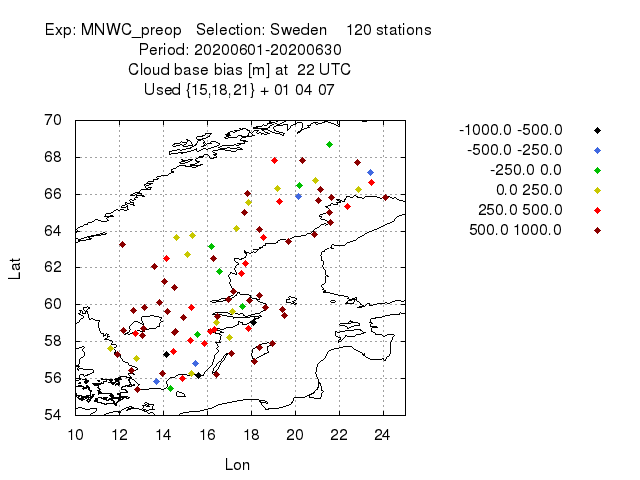 Exp: MNWC_preop   Selection: Sweden    120 stations
Period: 20200601-20200630
Cloud base bias [m] at  22 UTC
Used {15,18,21} + 01 04 07
-1000.0 -500.0
-500.0 -250.0
-250.0 0.0
0.0 250.0
250.0 500.0
500.0 1000.0
70
68
66
64
62
60
58
56
54
Lat
10 12 14 16 18 20 22 24
Lon